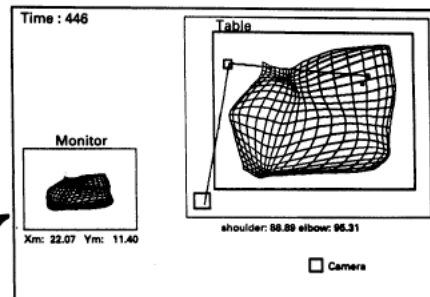 Time : 446
Table
Monitor
Xm: 22.07 Ym: 11.40
shoulder: 88.89 elbow: 95.31
Camera